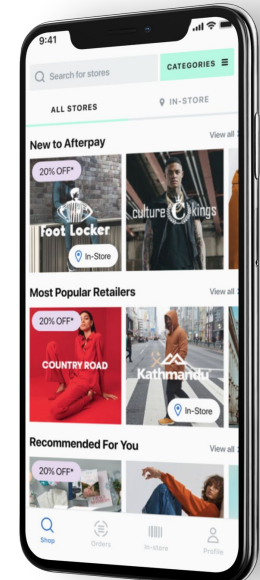 9:41
Search for stores
CATEGORIES
ALL STORES
IN-STORE
New to Afterpay
View all
20% OFF*
Foot Locker
In-Store
culture kings
Most Popular Retailers
View all
20% OFF*
COUNTRY ROAD
Kathmandu
In-Store
Recommended For You
View all
20% OFF*
Shop
Orders
In-store
Profile